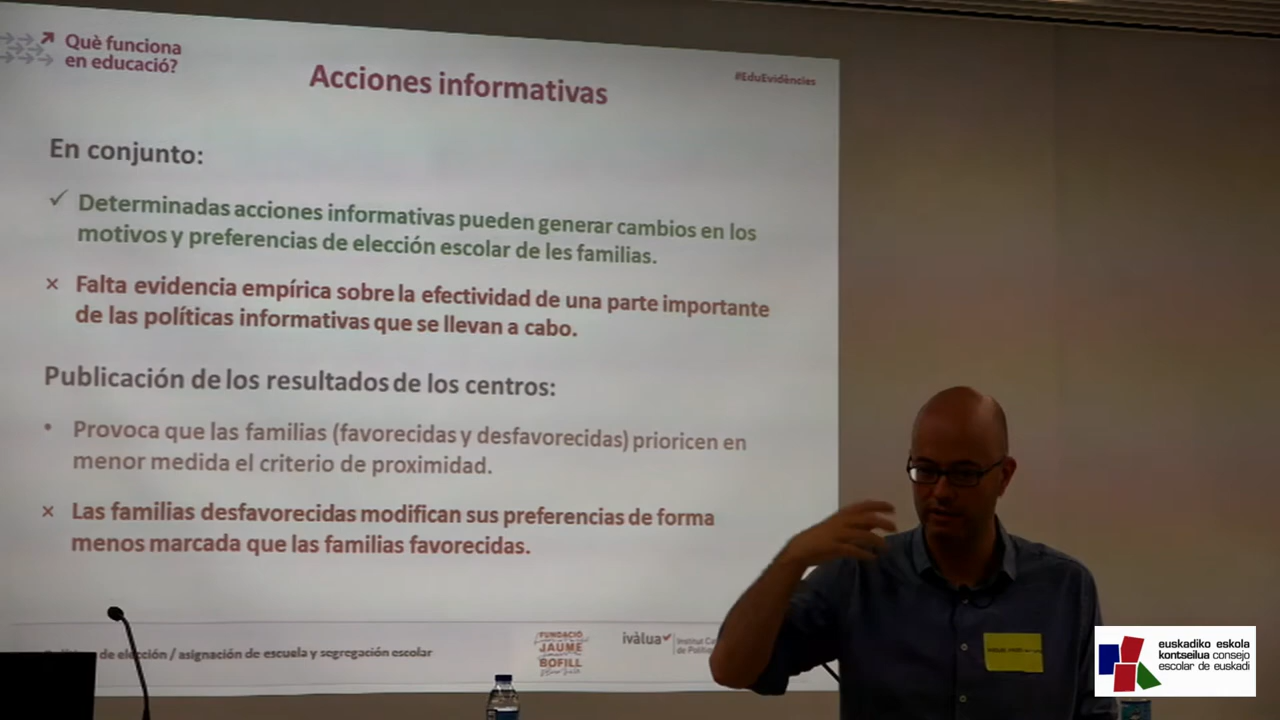 Què funciona
en educació?
Acciones informativas
#EduEvidències
En conjunto:
✓ Determinadas acciones informativas pueden generar cambios en los
motivos y preferencias de elección escolar de les familias.
× Falta evidencia empírica sobre la efectividad de una parte importante
de las políticas informativas que se llevan a cabo.
Publicación de los resultados de los centros:
• Provoca que las familias (favorecidas y desfavorecidas) prioricen en
menor medida el criterio de proximidad.
× Las familias desfavorecidas modifican sus preferencias de forma
menos marcada que las familias favorecidas.
de elección / asignación de escuela y segregación escolar
FUNDACIÓ
JAUME
BOFILL
ivàlua
Institut
de
euskadiko eskola
kontseilua consejo
escolar de euskadi